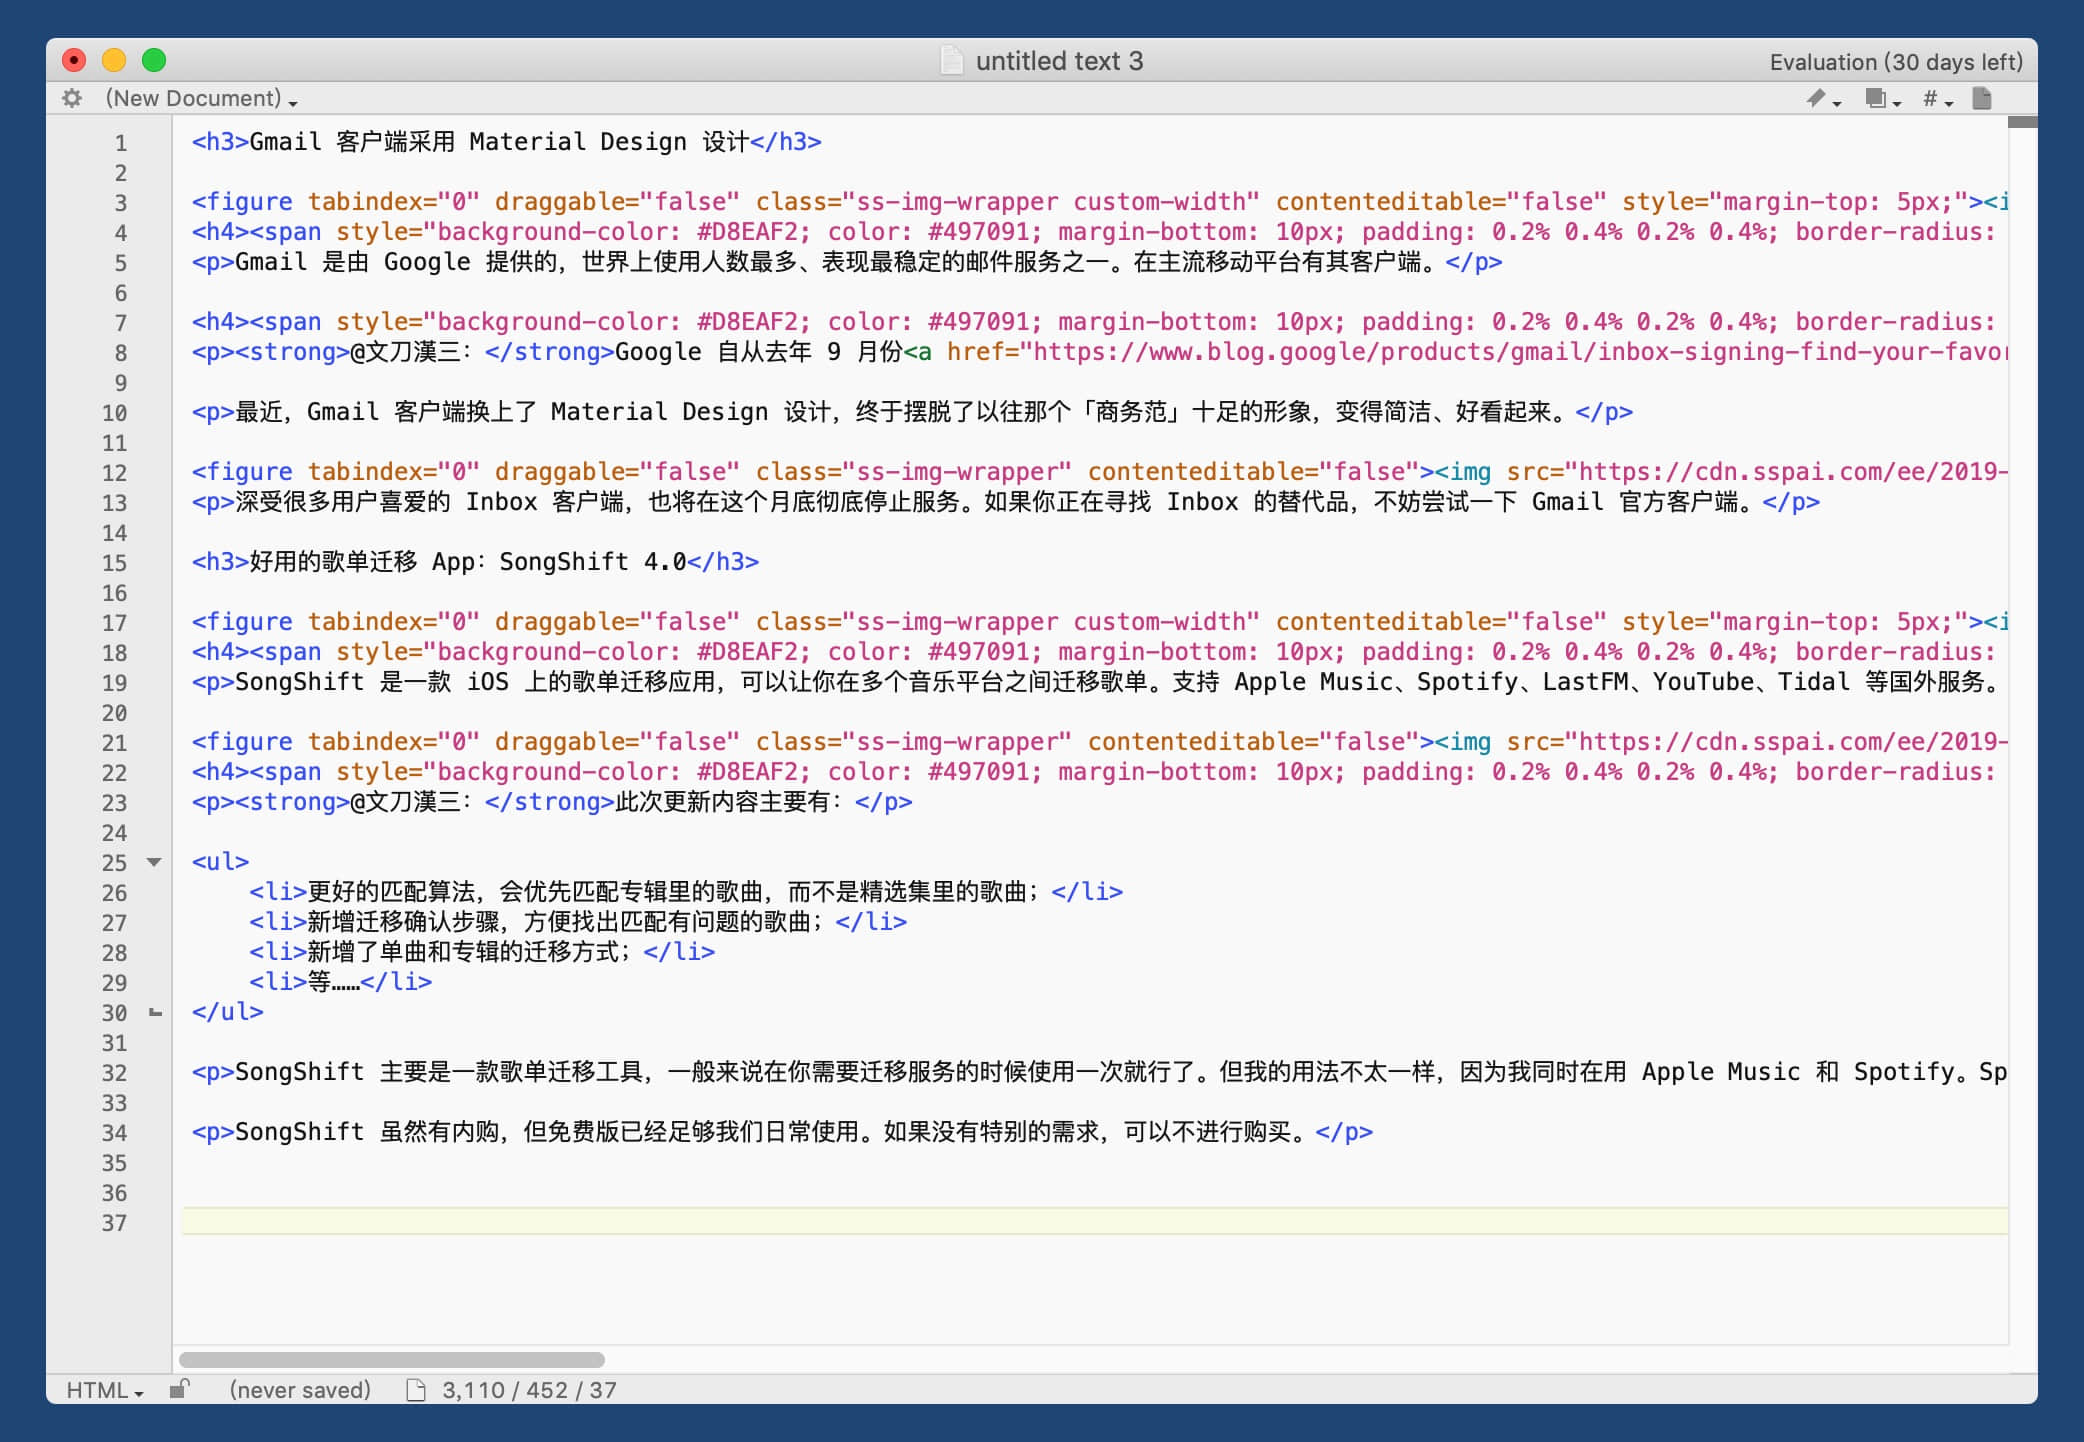 untitled text 3
Evaluation (30 days left)
(New Document)
#
1 <h3>Gmail 客户端采用 Material Design 设计</h3>
2
3 <figure tabindex="0" draggable="false" class="ss-img-wrapper custom-width" contenteditable="false" style="margin-top: 5px;"><i
4 <h4><span style="background-color: #D8EAF2; color: #497091; margin-bottom: 10px; padding: 0.2% 0.4% 0.2% 0.4%; border-radius:
5 <p>Gmail 是由 Google 提供的，世界上使用人数最多、表现最稳定的邮件服务之一。在主流移动平台有其客户端。</p>
6
7 <h4><span style="background-color: #D8EAF2; color: #497091; margin-bottom: 10px; padding: 0.2% 0.4% 0.2% 0.4%; border-radius:
8 <p><strong>@文刀漢三：</strong>Google 自从去年 9 月份<a href="https://www.blog.google/products/gmail/inbox-signing-find-your-favor
9
10 <p>最近，Gmail 客户端换上了 Material Design 设计，终于摆脱了以往那个「商务范」十足的形象，变得简洁、好看起来。</p>
11
12 <figure tabindex="0" draggable="false" class="ss-img-wrapper" contenteditable="false"><img src="https://cdn.sspai.com/ee/2019-
13 <p>深受很多用户喜爱的 Inbox 客户端，也将在这个月底彻底停止服务。如果你正在寻找 Inbox 的替代品，不妨尝试一下 Gmail 官方客户端。</p>
14
15 <h3>好用的歌单迁移 App：SongShift 4.0</h3>
16
17 <figure tabindex="0" draggable="false" class="ss-img-wrapper custom-width" contenteditable="false" style="margin-top: 5px;"><i
18 <h4><span style="background-color: #D8EAF2; color: #497091; margin-bottom: 10px; padding: 0.2% 0.4% 0.2% 0.4%; border-radius:
19 <p>SongShift 是一款 iOS 上的歌单迁移应用，可以让你在多个音乐平台之间迁移歌单。支持 Apple Music、Spotify、LastFM、YouTube、Tidal 等国外服务。
20
21 <figure tabindex="0" draggable="false" class="ss-img-wrapper" contenteditable="false"><img src="https://cdn.sspai.com/ee/2019-
22 <h4><span style="background-color: #D8EAF2; color: #497091; margin-bottom: 10px; padding: 0.2% 0.4% 0.2% 0.4%; border-radius:
23 <p><strong>@文刀漢三：</strong>此次更新内容主要有：</p>
24
25 <ul>
26 <li>更好的匹配算法，会优先匹配专辑里的歌曲，而不是精选集里的歌曲；</li>
27 <li>新增迁移确认步骤，方便找出匹配有问题的歌曲；</li>
28 <li>新增了单曲和专辑的迁移方式；</li>
29 <li>等……</li>
30 </ul>
31
32 <p>SongShift 主要是一款歌单迁移工具，一般来说在你需要迁移服务的时候使用一次就行了。但我的用法不太一样，因为我同时在用 Apple Music 和 Spotify。Sp
33
34 <p>SongShift 虽然有内购，但免费版已经足够我们日常使用。如果没有特别的需求，可以不进行购买。</p>
35
36
37
HTML
(never saved)
3,110 / 452 / 37